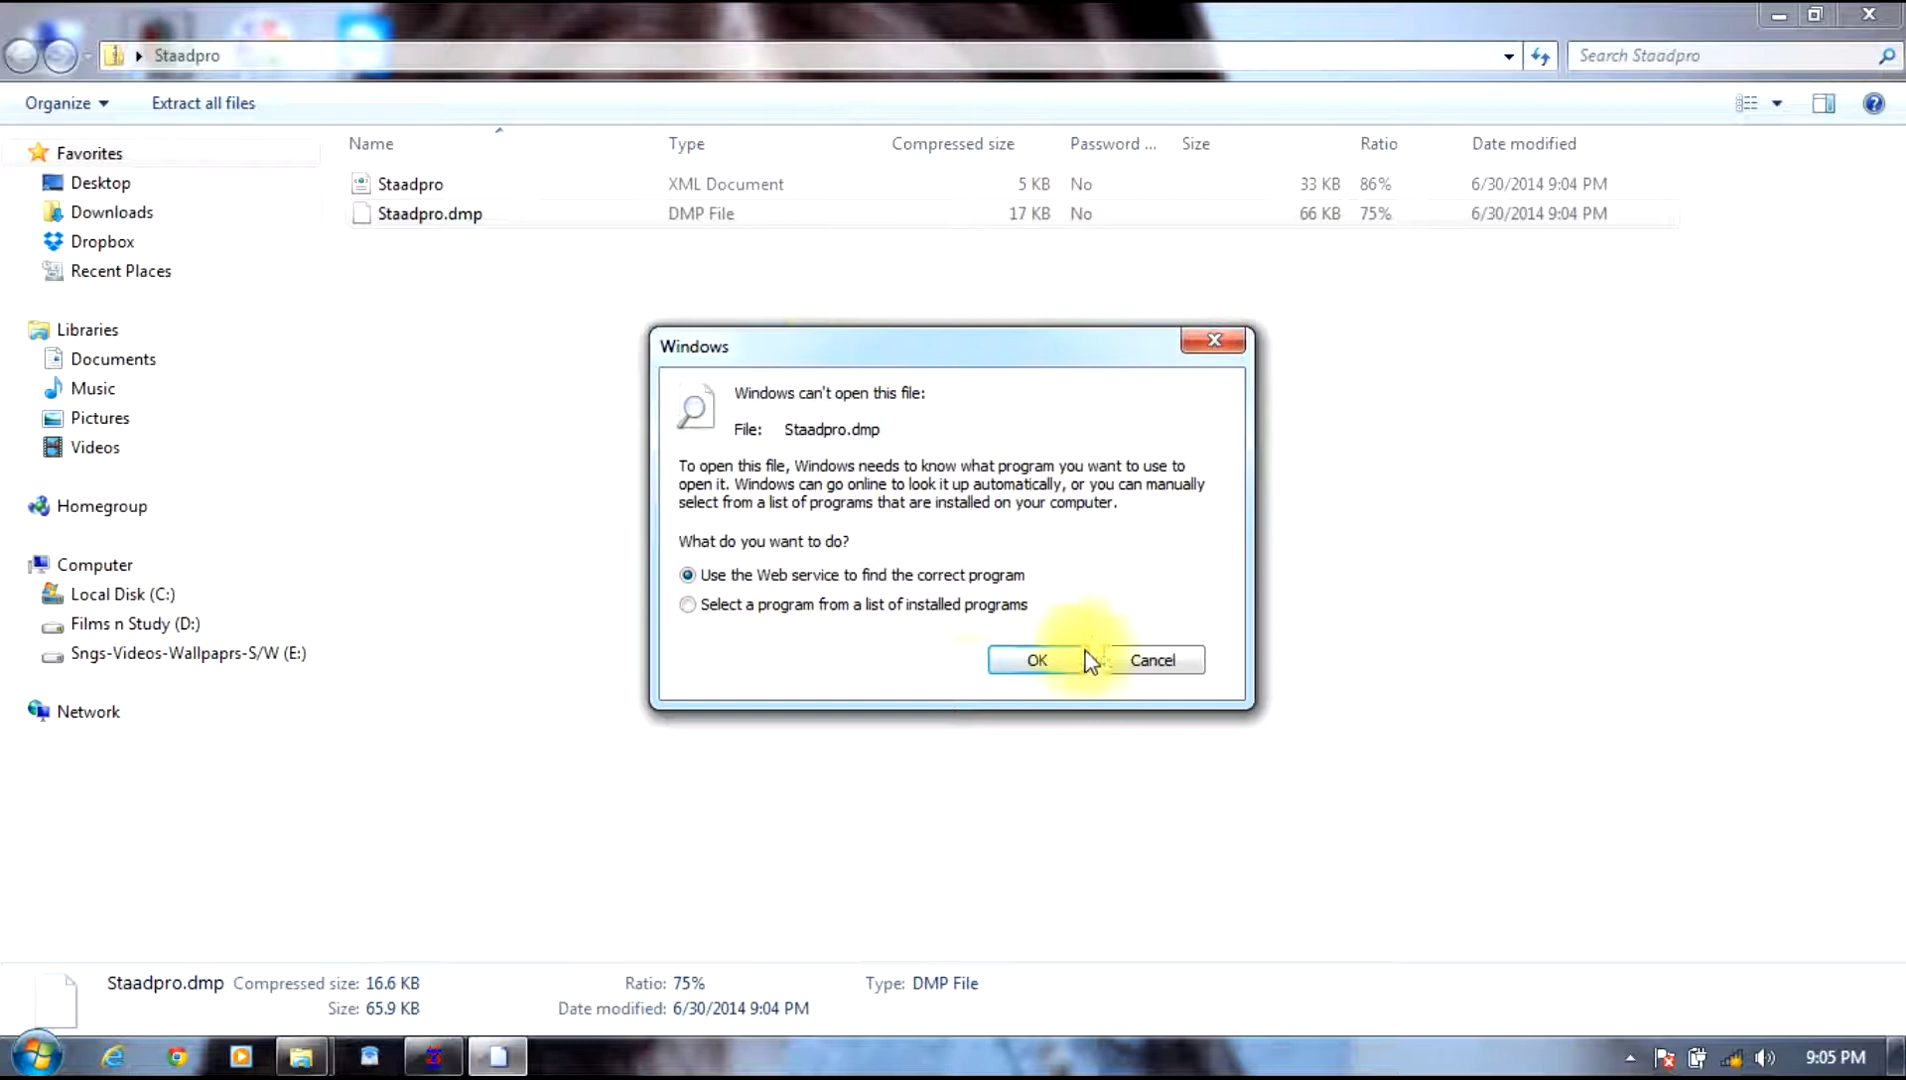 Staadpro
Search Staadpro
Organize
Extract all files
Name Type Compressed size Password ... Size Ratio Date modified
Staadpro XML Document 5 KB No 33 KB 86% 6/30/2014 9:04 PM
Staadpro.dmp DMP File 17 KB No 66 KB 75% 6/30/2014 9:04 PM
Favorites
Desktop
Downloads
Dropbox
Recent Places
Libraries
Documents
Music
Pictures
Videos
Homegroup
Computer
Local Disk (C:)
Films n Study (D:)
Sngs-Videos-Wallpaprs-S/W (E:)
Network
Windows
Windows can't open this file:
File: Staadpro.dmp
To open this file, Windows needs to know what program you want to use to
open it. Windows can go online to look it up automatically, or you can manually
select from a list of programs that are installed on your computer.
What do you want to do?
Use the Web service to find the correct program
Select a program from a list of installed programs
OK
Cancel
Staadpro.dmp Compressed size: 16.6 KB Ratio: 75% Type: DMP File
Size: 65.9 KB Date modified: 6/30/2014 9:04 PM
9:05 PM